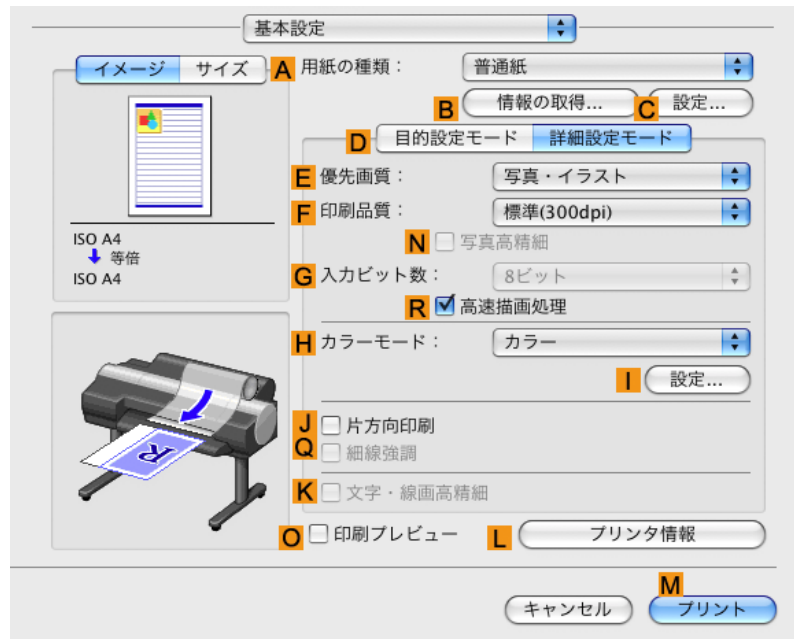 基本設定
イメージ サイズ
A 用紙の種類： 普通紙
B 情報の取得... C 設定...
D 目的設定モード 詳細設定モード
E 優先画質： 写真・イラスト
F 印刷品質： 標準(300dpi)
N 写真高精細
G 入力ビット数： 8ビット
R 高速描画処理
H カラーモード： カラー
I 設定...
J 片方向印刷
Q 細線強調
K 文字・線画高精細
O 印刷プレビュー L プリンタ情報
ISO A4
等倍
ISO A4
R
M
キャンセル プリント